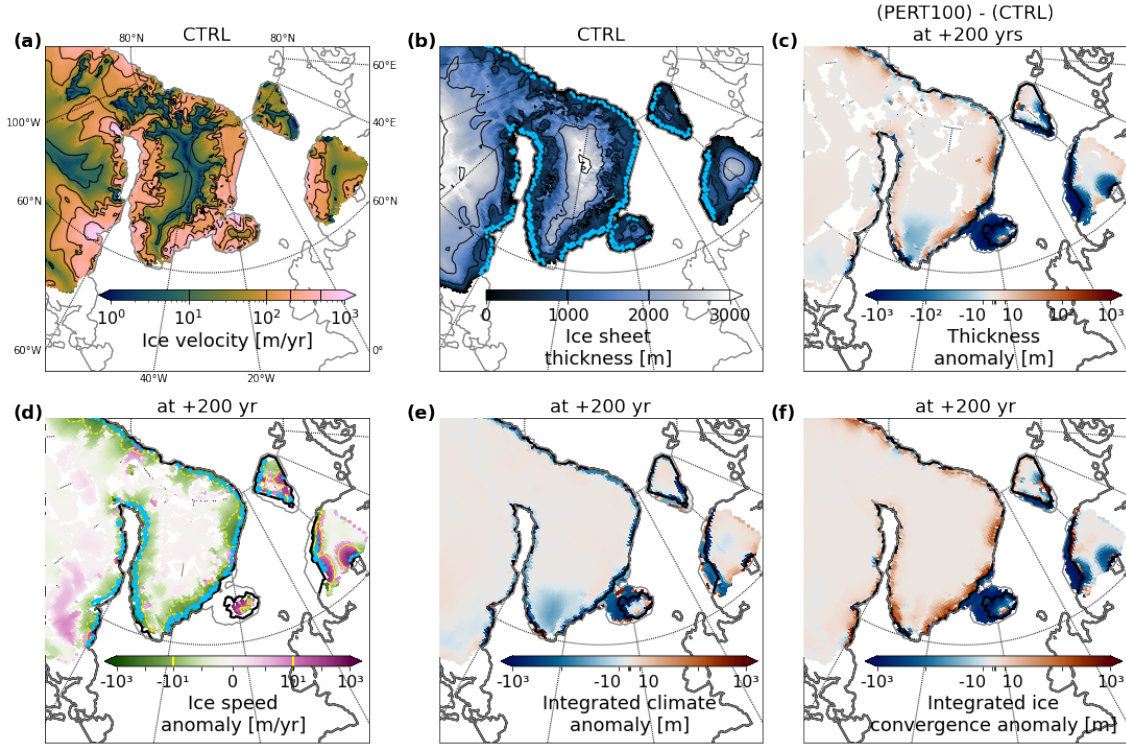 (PERT100) - (CTRL)
(a) CTRL (b) CTRL (c) at +200 yrs
80°N 80°N
60°E
100°W 40°E
60°N 60°N
10⁰ 10¹ 10² 10³
Ice velocity [m/yr]
0 1000 2000 3000
Ice sheet
thickness [m]
-10³ -10² -10 10 10² 10³
Thickness
anomaly [m]
60°W 0°
40°W 20°W
(d) at +200 yr (e) at +200 yr (f) at +200 yr
-10³ -10¹ 0 10¹ 10³
Ice speed
anomaly [m/yr]
-10³ -10 10 10³
Integrated climate
anomaly [m]
-10³ -10 10 10³
Integrated ice
convergence anomaly [m]